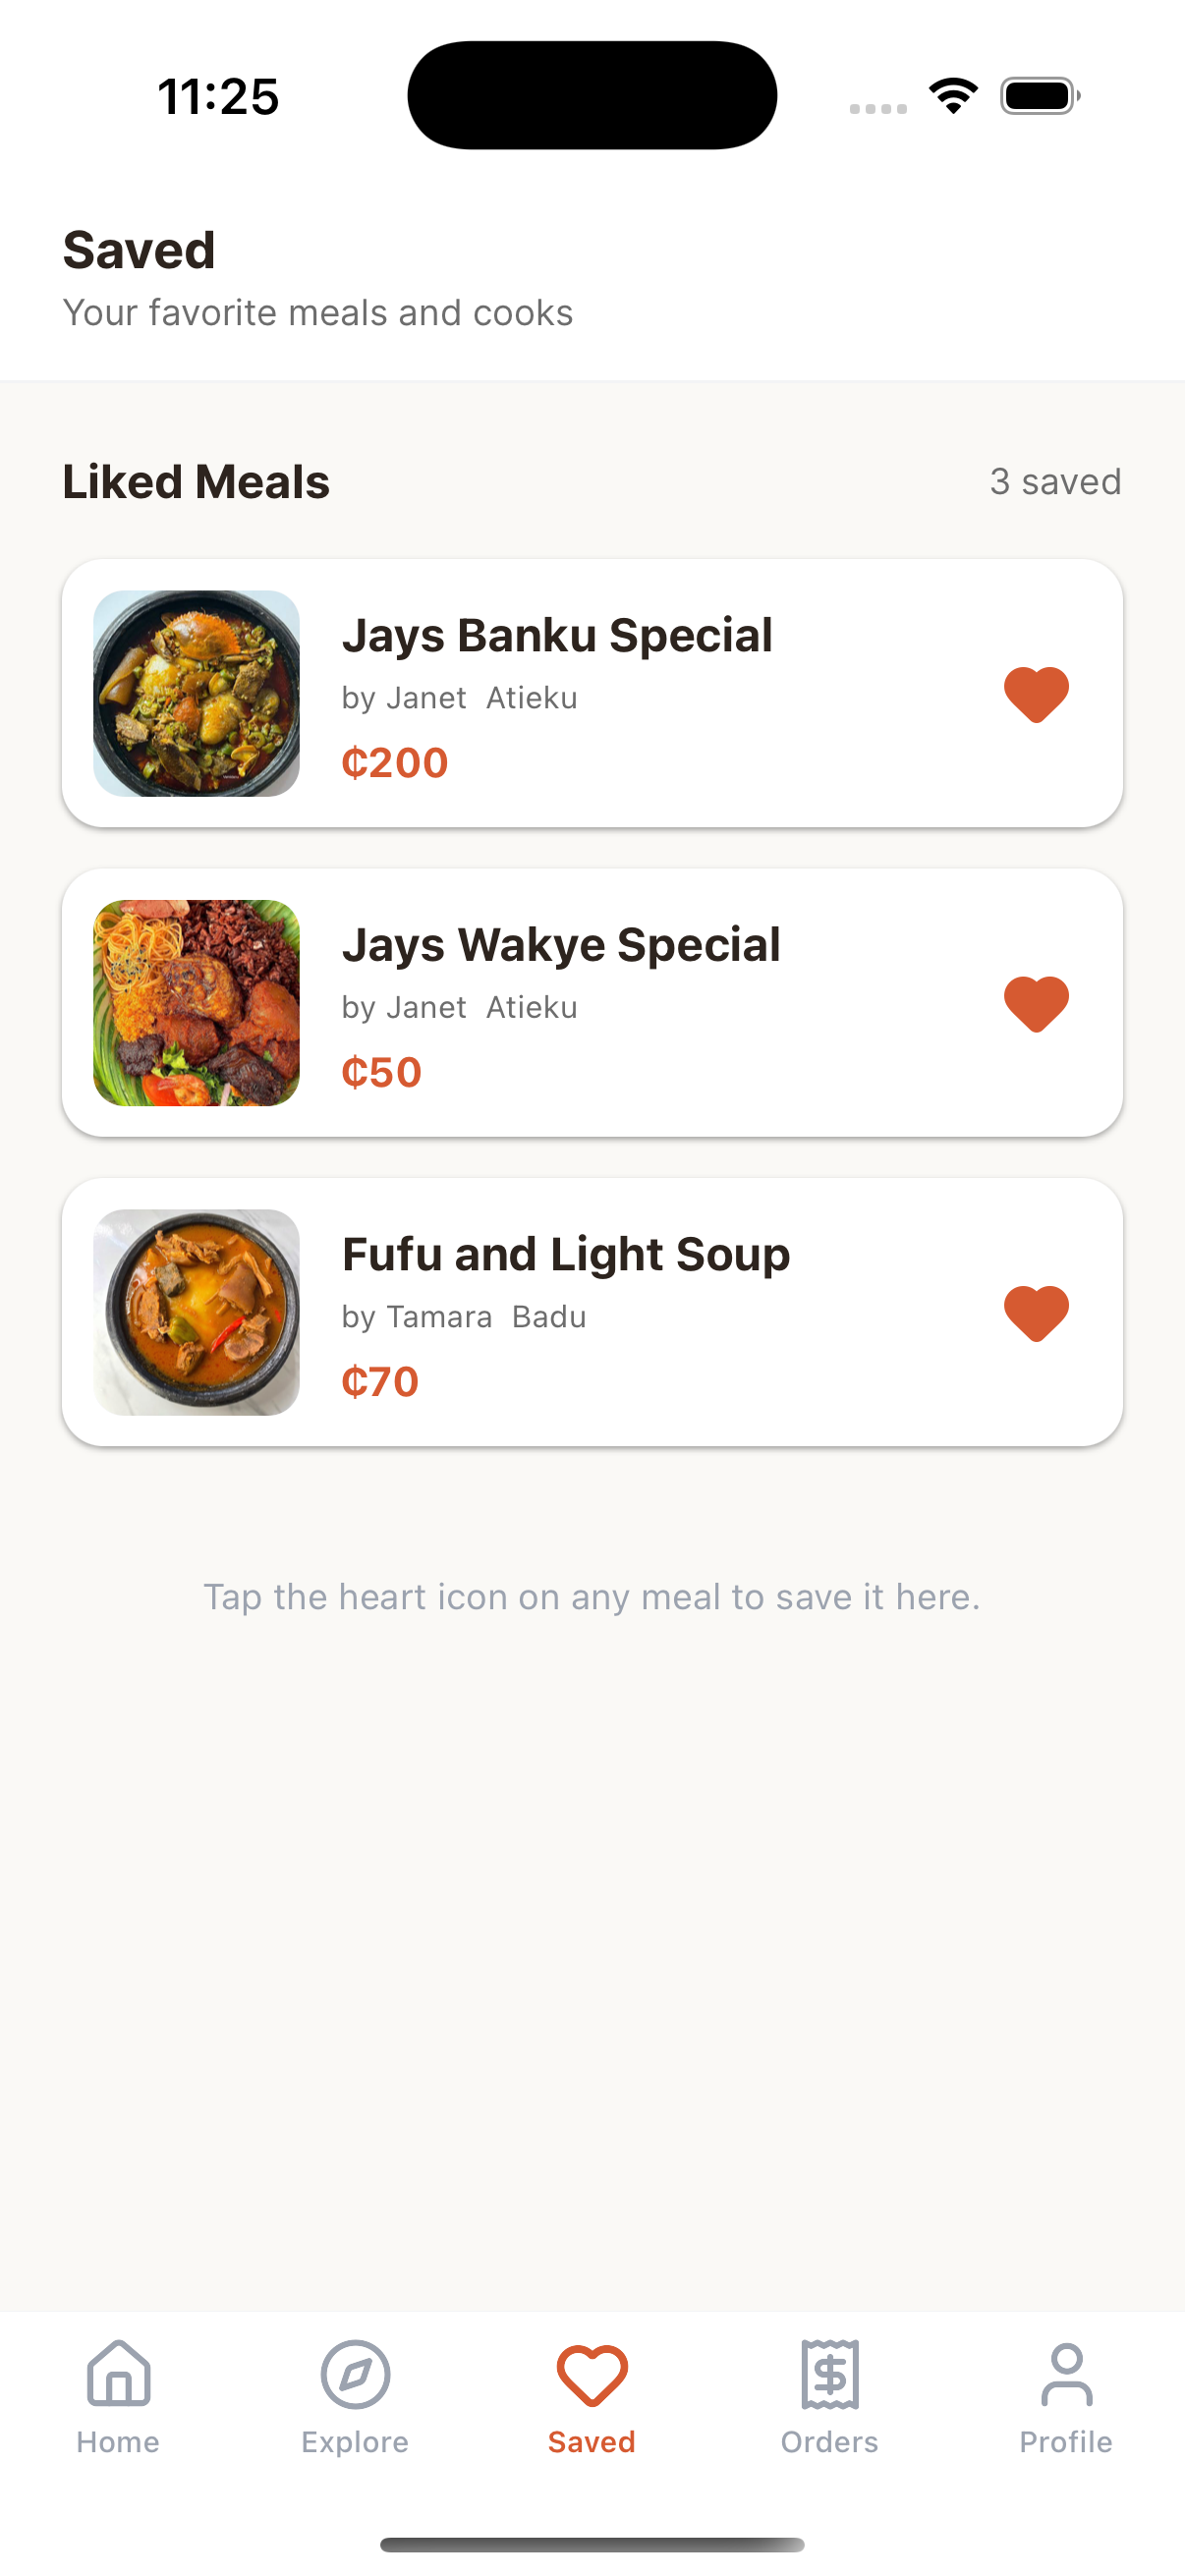 11:25
Saved
Your favorite meals and cooks
Liked Meals
3 saved
Jays Banku Special
by Janet  Atieku
₵200
Jays Wakye Special
by Janet  Atieku
₵50
Fufu and Light Soup
by Tamara  Badu
₵70
Tap the heart icon on any meal to save it here.
Home
Explore
Saved
Orders
Profile